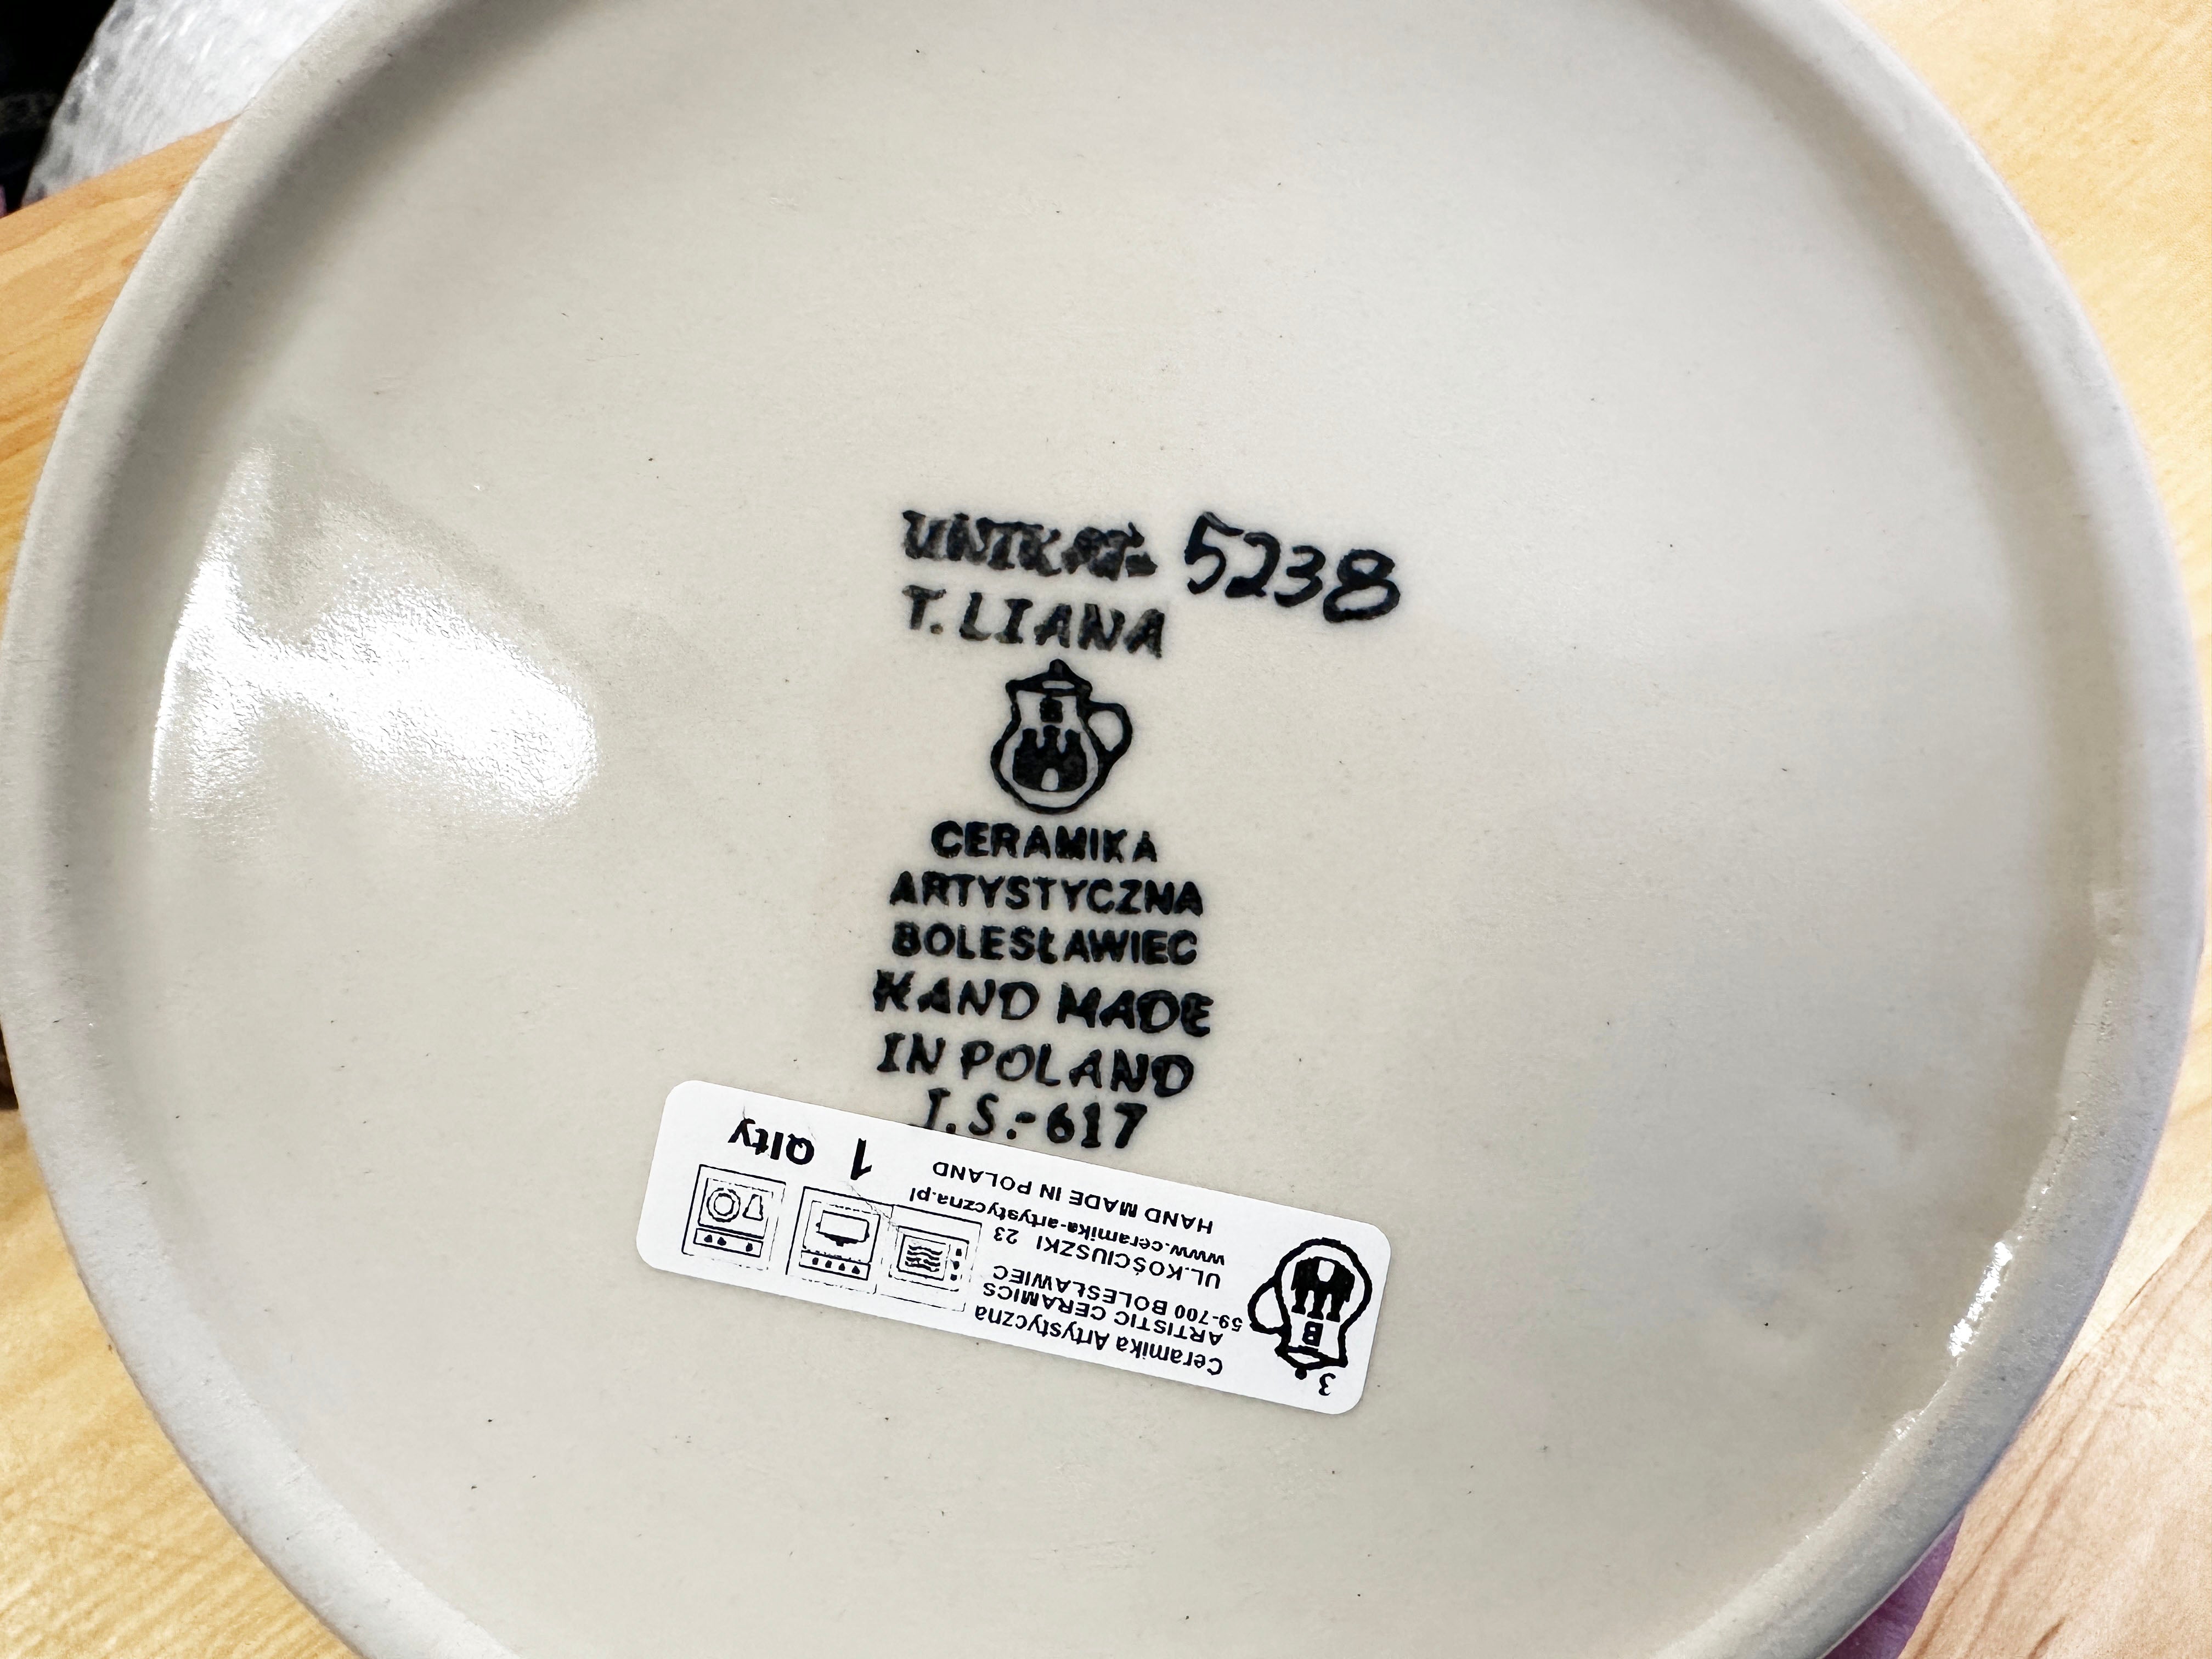 UNIKAT- 5238
T. LIANA
B
CERAMIKA
ARTYSTYCZNA
BOLESŁAWIEC
HAND MADE
IN POLAND
J.S.-617
3
B
Ceramika Artystyczna
ARTISTIC CERAMICS
59-700 BOLESŁAWIEC
UL.KOŚCIUSZKI 23
www.ceramika-artystyczna.pl
HAND MADE IN POLAND
1 Qlty